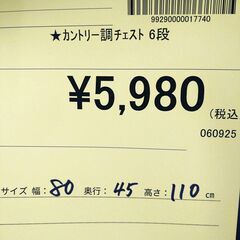 99290000017740
★カントリー調チェスト 6段
¥5,980
(税込
060925
サイズ 幅：80 奥行：45 高さ：110 cm